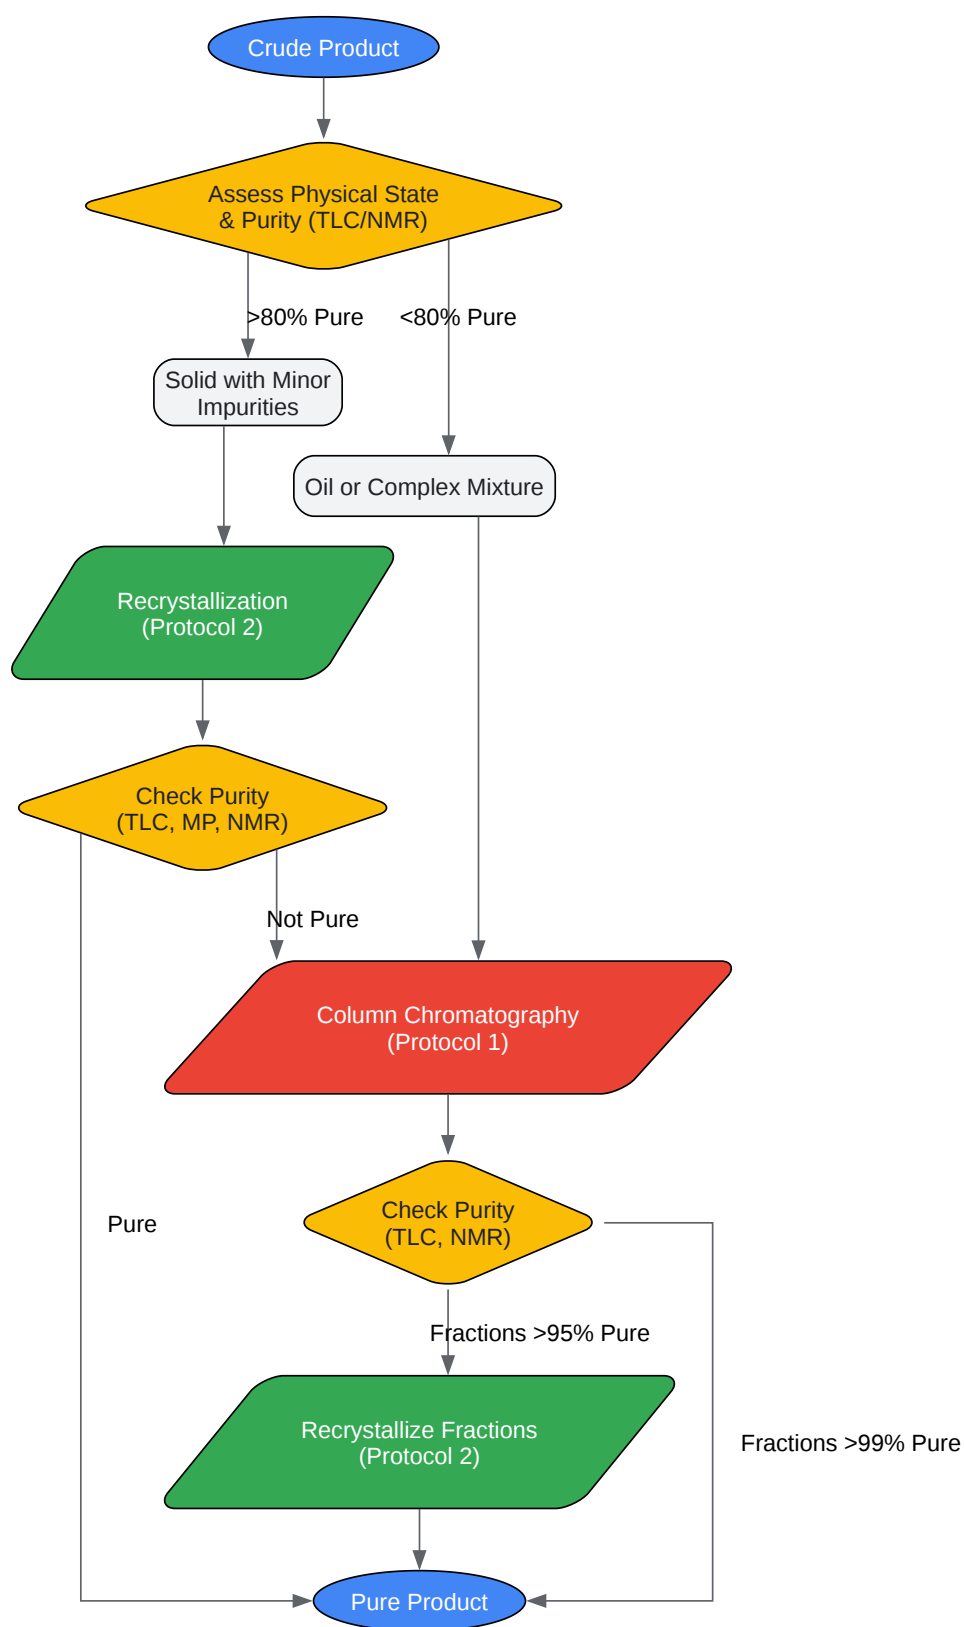 Crude Product
Assess Physical State
& Purity (TLC/NMR)
>80% Pure
<80% Pure
Solid with Minor
Impurities
Oil or Complex Mixture
Recrystallization
(Protocol 2)
Check Purity
(TLC, MP, NMR)
Not Pure
Column Chromatography
(Protocol 1)
Pure
Check Purity
(TLC, NMR)
Fractions >95% Pure
Recrystallize Fractions
(Protocol 2)
Fractions >99% Pure
Pure Product